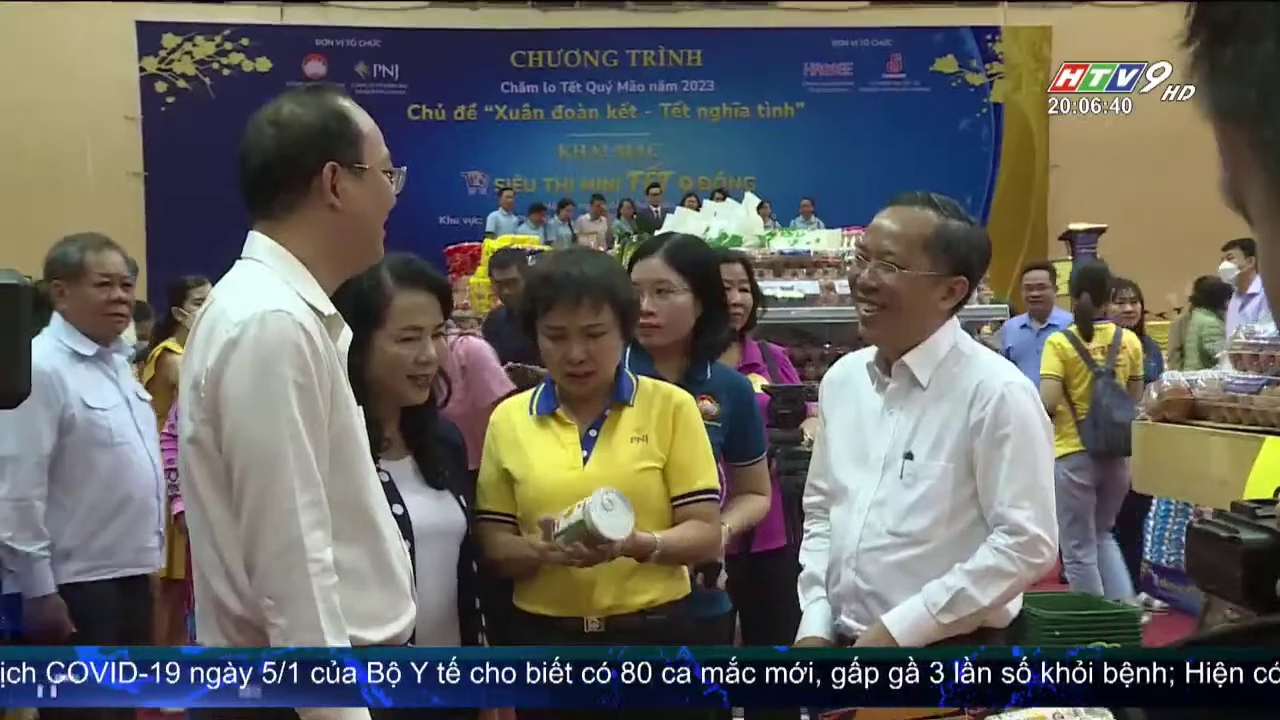 ĐƠN VỊ TỔ CHỨC
PNJ
CHƯƠNG TRÌNH
Chăm lo Tết Quý Mão năm 2023
Chủ đề “Xuân đoàn kết - Tết nghĩa tình”
KHAI MẠC
SIÊU THỊ MINI TẾT 0 ĐỒNG
Khu vực:
ĐƠN VỊ TỔ CHỨC
HTV9 HD
20:06:40
PNJ
ịch COVID-19 ngày 5/1 của Bộ Y tế cho biết có 80 ca mắc mới, gấp gà 3 lần số khỏi bệnh; Hiện có